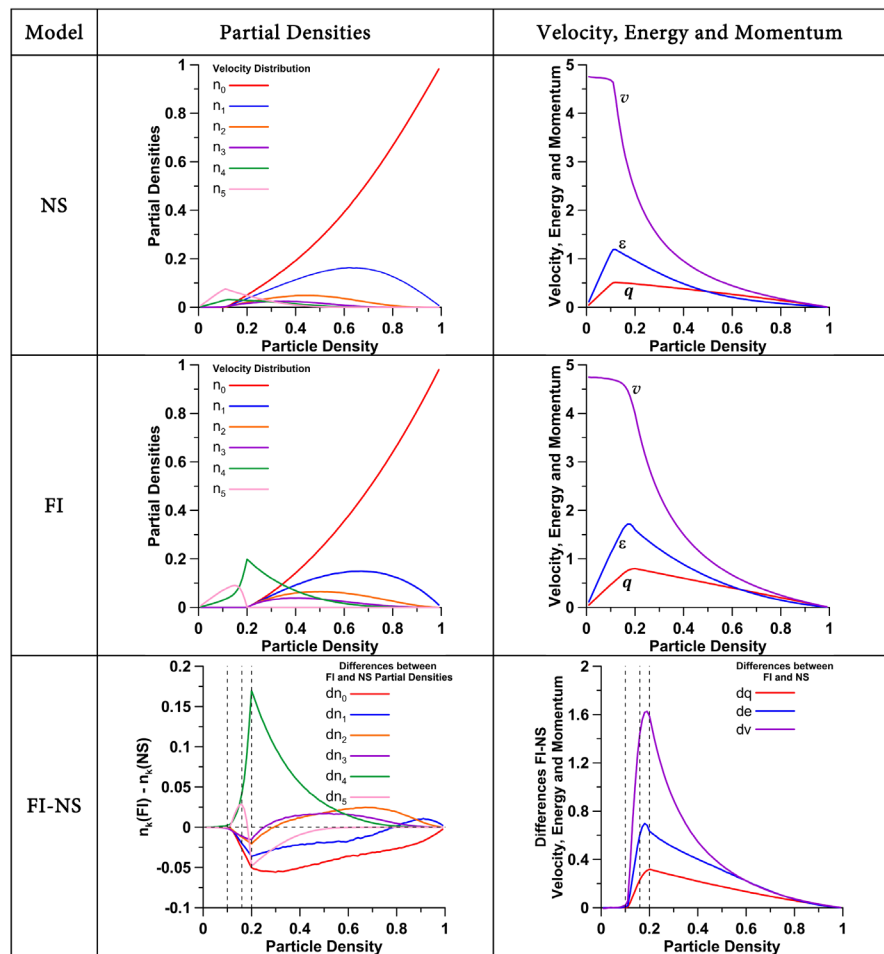 Model
Partial Densities
Velocity, Energy and Momentum
NS
Partial Densities
1
0.8
0.6
0.4
0.2
0
Velocity Distribution
n₀
n₁
n₂
n₃
n₄
n₅
0 0.2 0.4 0.6 0.8 1
Particle Density
Velocity, Energy and Momentum
5
4
3
2
1
0
v
ε
q
0 0.2 0.4 0.6 0.8 1
Particle Density
FI
Partial Densities
1
0.8
0.6
0.4
0.2
0
Velocity Distribution
n₀
n₁
n₂
n₃
n₄
n₅
0 0.2 0.4 0.6 0.8 1
Particle Density
Velocity, Energy and Momentum
5
4
3
2
1
0
v
ε
q
0 0.2 0.4 0.6 0.8 1
Particle Density
FI-NS
nₖ(FI) - nₖ(NS)
0.2
0.15
0.1
0.05
0
-0.05
-0.1
Differences between
FI and NS Partial Densities
dn₀
dn₁
dn₂
dn₃
dn₄
dn₅
0 0.2 0.4 0.6 0.8 1
Particle Density
Differences FI-NS
Velocity, Energy and Momentum
2
1.6
1.2
0.8
0.4
0
Differences between
FI and NS
dq
de
dv
0 0.2 0.4 0.6 0.8 1
Particle Density